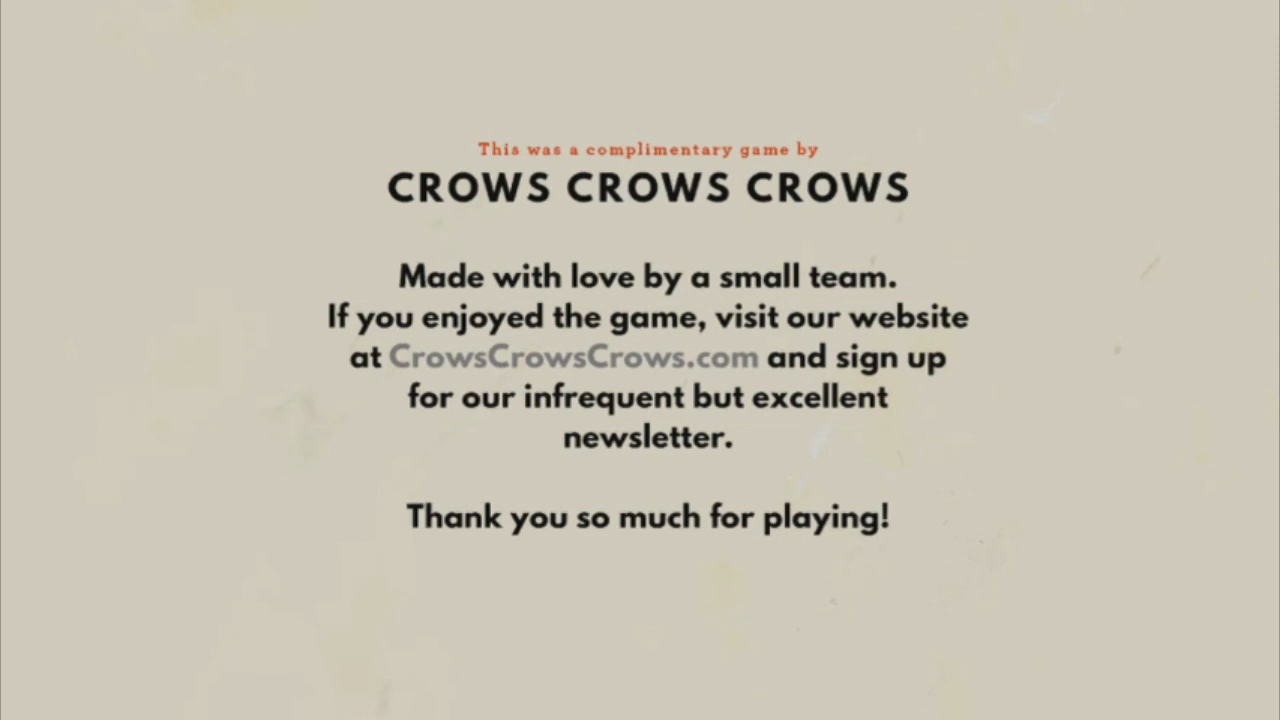 This was a complimentary game by
CROWS CROWS CROWS
Made with love by a small team.
If you enjoyed the game, visit our website
at CrowsCrowsCrows.com and sign up
for our infrequent but excellent
newsletter.
Thank you so much for playing!